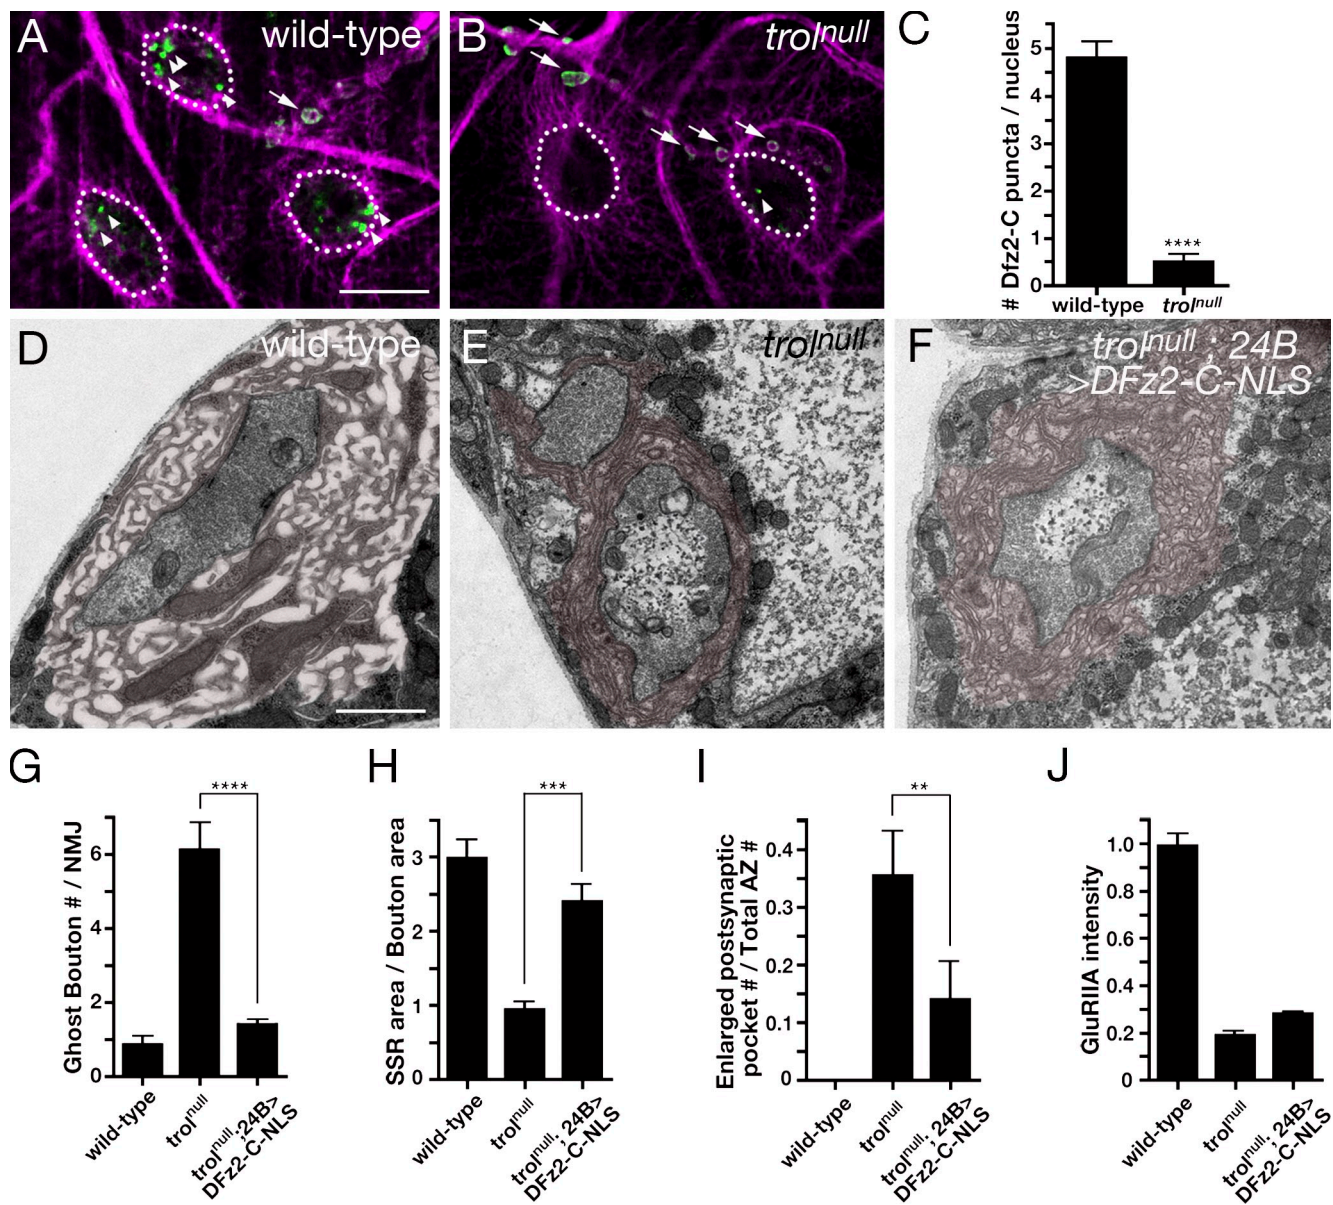 A
wild-type
B
trolnull
C
# Dfz2-C puncta / nucleus
5
4
3
2
1
0
****
wild-type
trolnull
D
wild-type
E
trolnull
F
trolnull ; 24B
>DFz2-C-NLS
G
Ghost Bouton # / NMJ
6
4
2
0
****
wild-type
trolnull
trolnull;24B>
DFz2-C-NLS
H
SSR area / Bouton area
3
2
1
0
***
wild-type
trolnull
trolnull; 24B>
DFz2-C-NLS
I
Enlarged postsynaptic
pocket # / Total AZ #
0.4
0.3
0.2
0.1
0
**
wild-type
trolnull
trolnull; 24B>
DFz2-C-NLS
J
GluRIIA intensity
1.0
0.8
0.6
0.4
0.2
0
wild-type
trolnull
trolnull; 24B>
DFz2-C-NLS